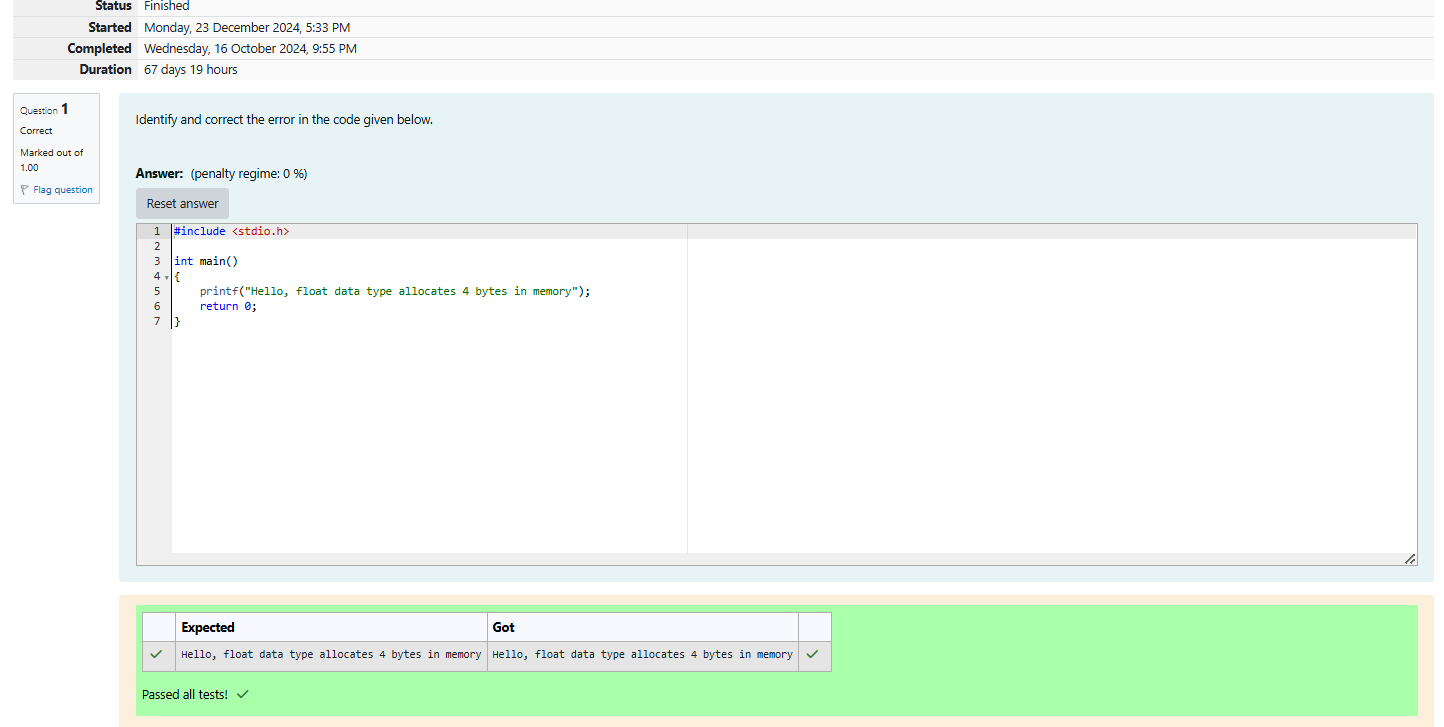 Status Finished
Started Monday, 23 December 2024, 5:33 PM
Completed Wednesday, 16 October 2024, 9:55 PM
Duration 67 days 19 hours
Question 1
Correct
Marked out of
1.00
Flag question
Identify and correct the error in the code given below.
Answer: (penalty regime: 0 %)
Reset answer
1 #include <stdio.h>
2
3 int main()
4 {
5     printf("Hello, float data type allocates 4 bytes in memory");
6     return 0;
7 }
Expected Got
Hello, float data type allocates 4 bytes in memory Hello, float data type allocates 4 bytes in memory
Passed all tests!